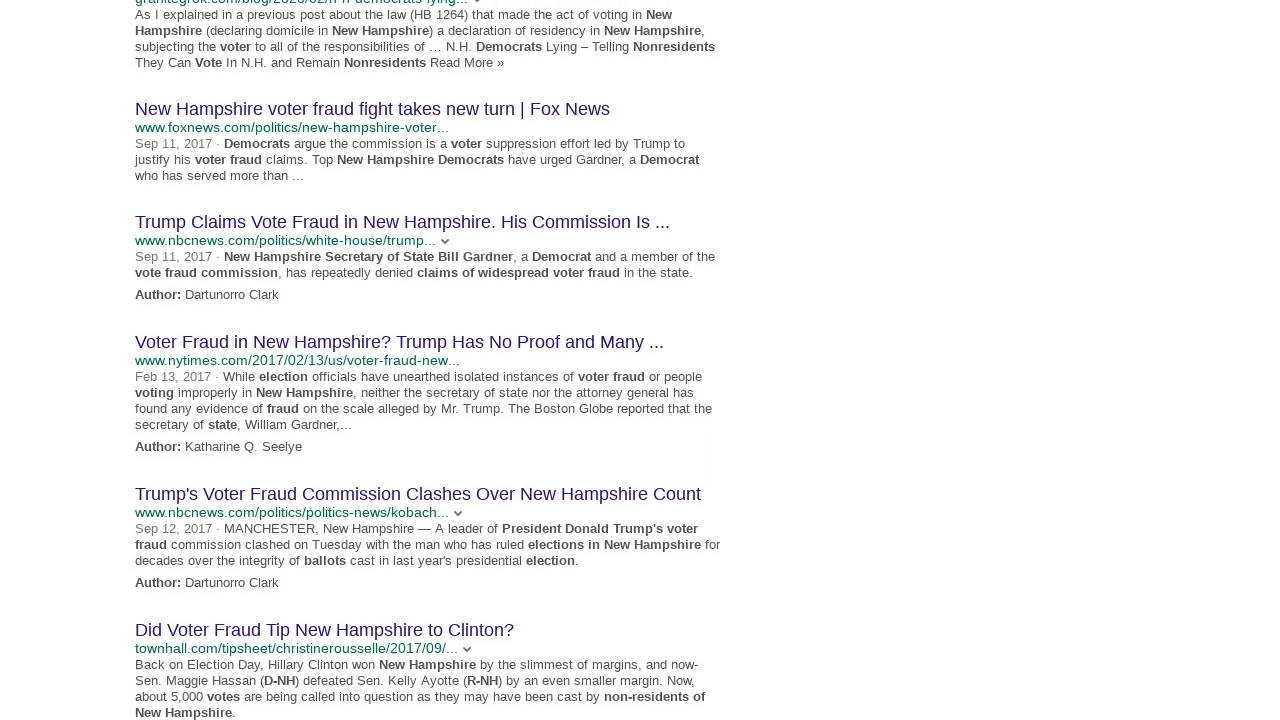 granitegrok.com/blog/2020/02/n-h-democrats-lying...
As I explained in a previous post about the law (HB 1264) that made the act of voting in New
Hampshire (declaring domicile in New Hampshire) a declaration of residency in New Hampshire,
subjecting the voter to all of the responsibilities of … N.H. Democrats Lying – Telling Nonresidents
They Can Vote In N.H. and Remain Nonresidents Read More »
New Hampshire voter fraud fight takes new turn | Fox News
www.foxnews.com/politics/new-hampshire-voter...
Sep 11, 2017 · Democrats argue the commission is a voter suppression effort led by Trump to
justify his voter fraud claims. Top New Hampshire Democrats have urged Gardner, a Democrat
who has served more than ...
Trump Claims Vote Fraud in New Hampshire. His Commission Is ...
www.nbcnews.com/politics/white-house/trump...
Sep 11, 2017 · New Hampshire Secretary of State Bill Gardner, a Democrat and a member of the
vote fraud commission, has repeatedly denied claims of widespread voter fraud in the state.
Author: Dartunorro Clark
Voter Fraud in New Hampshire? Trump Has No Proof and Many ...
www.nytimes.com/2017/02/13/us/voter-fraud-new...
Feb 13, 2017 · While election officials have unearthed isolated instances of voter fraud or people
voting improperly in New Hampshire, neither the secretary of state nor the attorney general has
found any evidence of fraud on the scale alleged by Mr. Trump. The Boston Globe reported that the
secretary of state, William Gardner,...
Author: Katharine Q. Seelye
Trump's Voter Fraud Commission Clashes Over New Hampshire Count
www.nbcnews.com/politics/politics-news/kobach...
Sep 12, 2017 · MANCHESTER, New Hampshire — A leader of President Donald Trump's voter
fraud commission clashed on Tuesday with the man who has ruled elections in New Hampshire for
decades over the integrity of ballots cast in last year's presidential election.
Author: Dartunorro Clark
Did Voter Fraud Tip New Hampshire to Clinton?
townhall.com/tipsheet/christinerousselle/2017/09/...
Back on Election Day, Hillary Clinton won New Hampshire by the slimmest of margins, and now-
Sen. Maggie Hassan (D-NH) defeated Sen. Kelly Ayotte (R-NH) by an even smaller margin. Now,
about 5,000 votes are being called into question as they may have been cast by non-residents of
New Hampshire.